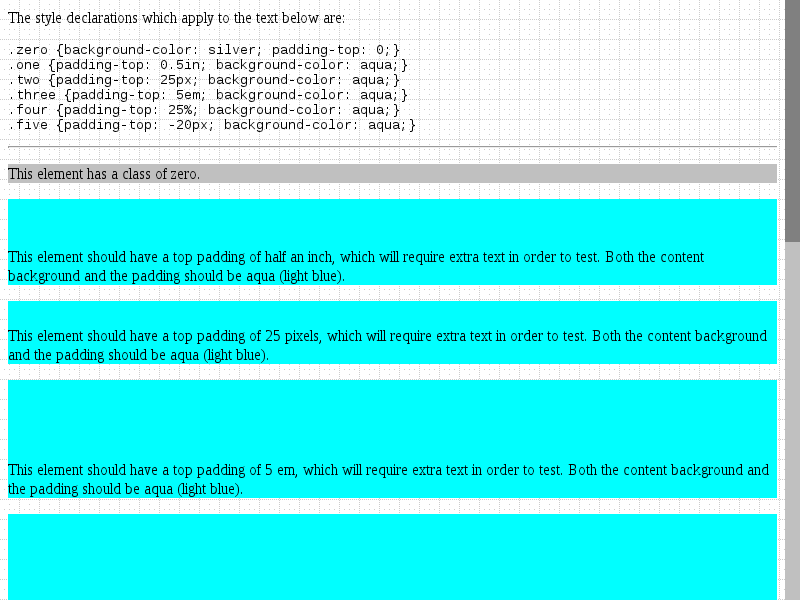 The style declarations which apply to the text below are:
.zero {background-color: silver; padding-top: 0;}
.one {padding-top: 0.5in; background-color: aqua;}
.two {padding-top: 25px; background-color: aqua;}
.three {padding-top: 5em; background-color: aqua;}
.four {padding-top: 25%; background-color: aqua;}
.five {padding-top: -20px; background-color: aqua;}
This element has a class of zero.
This element should have a top padding of half an inch, which will require extra text in order to test. Both the content
background and the padding should be aqua (light blue).
This element should have a top padding of 25 pixels, which will require extra text in order to test. Both the content background
and the padding should be aqua (light blue).
This element should have a top padding of 5 em, which will require extra text in order to test. Both the content background and
the padding should be aqua (light blue).